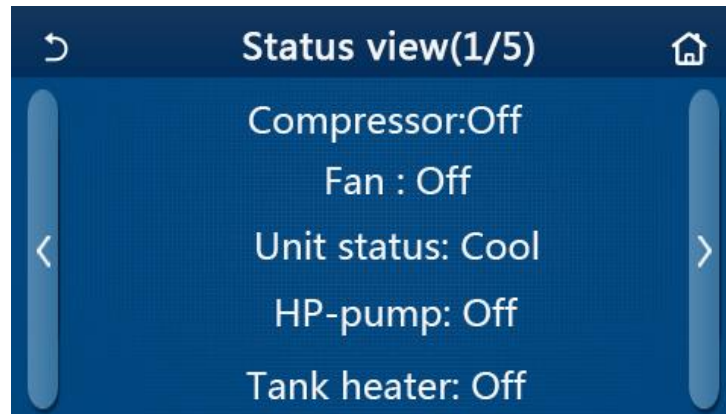 Status view(1/5)
Compressor:Off
Fan : Off
Unit status: Cool
HP-pump: Off
Tank heater: Off